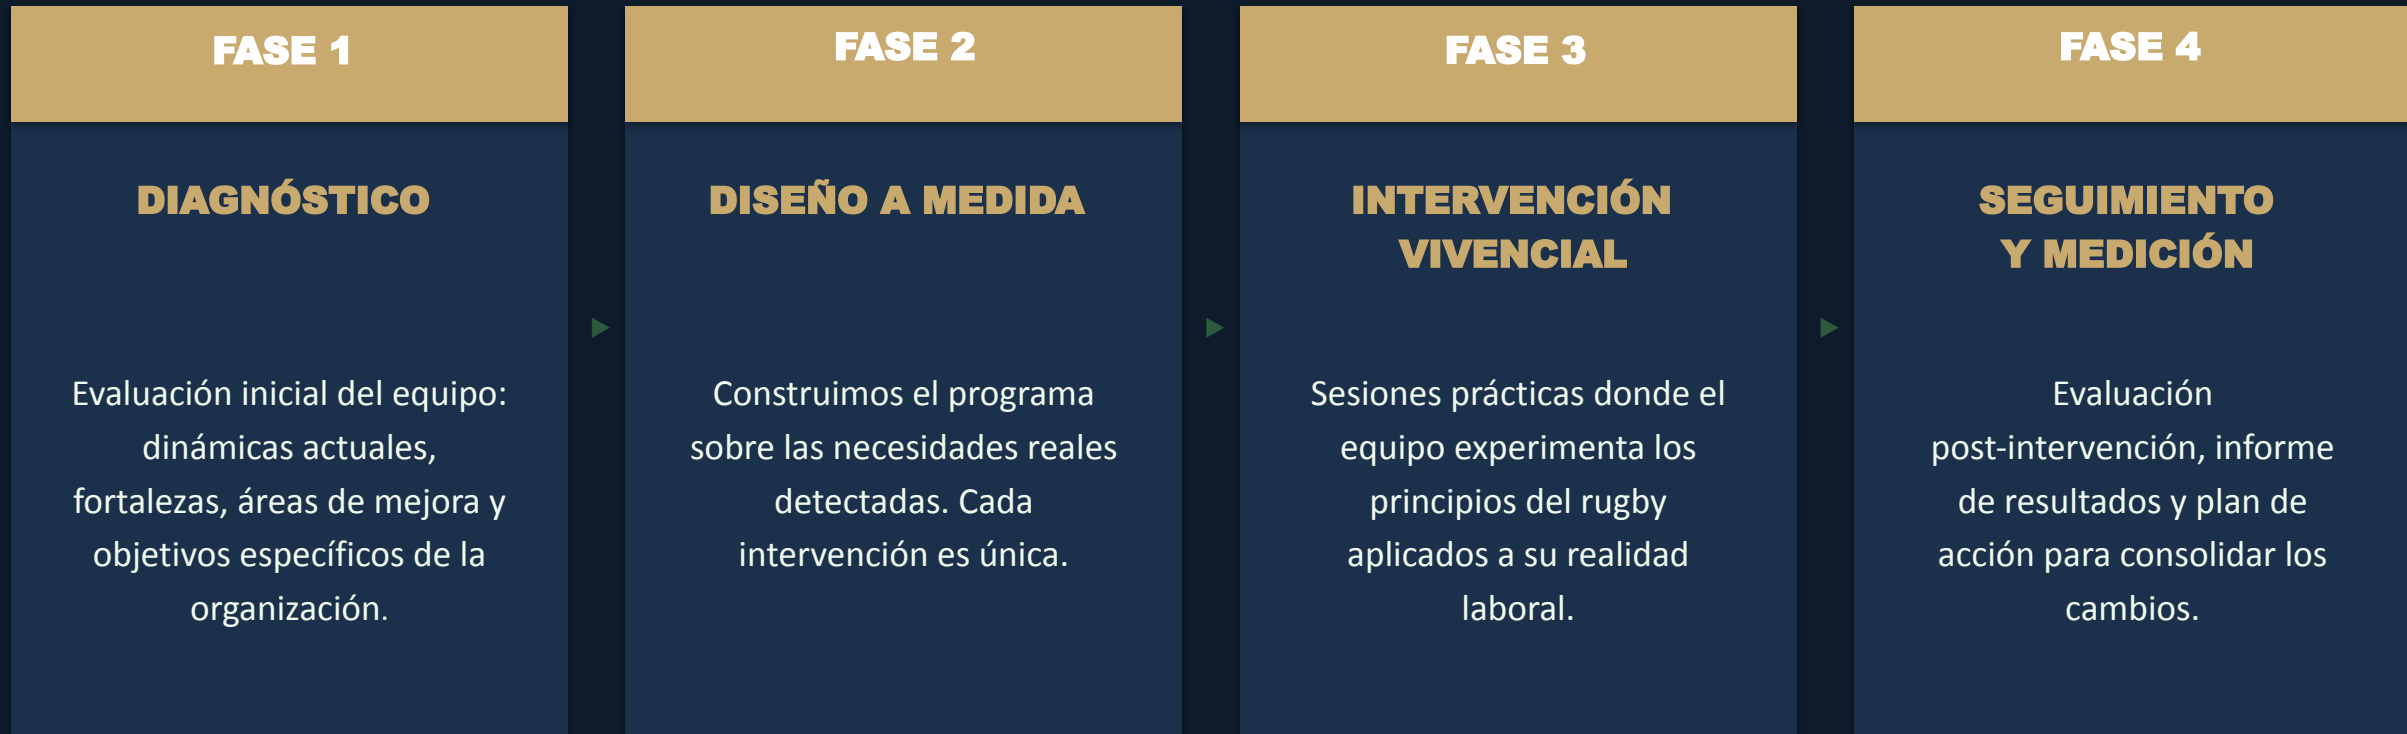 FASE 1
DIAGNÓSTICO
Evaluación inicial del equipo:
dinámicas actuales,
fortalezas, áreas de mejora y
objetivos específicos de la
organización.
FASE 2
DISEÑO A MEDIDA
Construimos el programa
sobre las necesidades reales
detectadas. Cada
intervención es única.
FASE 3
INTERVENCIÓN
VIVENCIAL
Sesiones prácticas donde el
equipo experimenta los
principios del rugby
aplicados a su realidad
laboral.
FASE 4
SEGUIMIENTO
Y MEDICIÓN
Evaluación
post-intervención, informe
de resultados y plan de
acción para consolidar los
cambios.